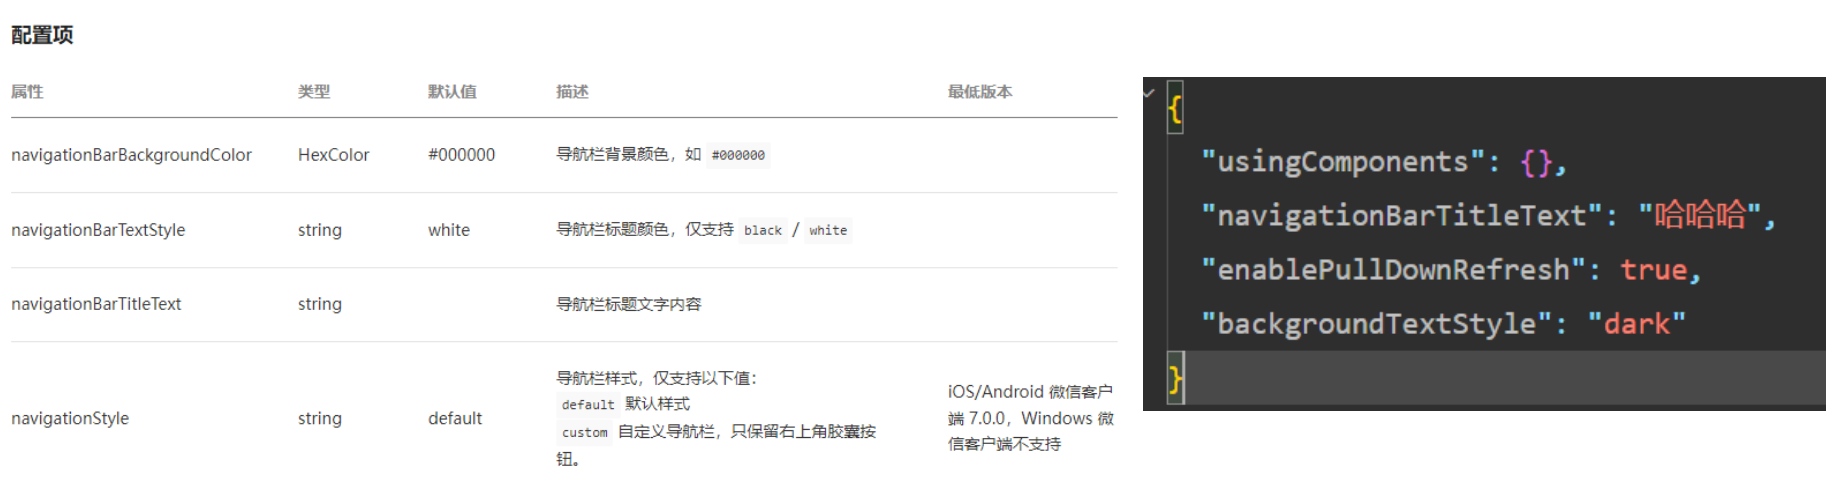 配置项
属性 类型 默认值 描述 最低版本
navigationBarBackgroundColor HexColor #000000 导航栏背景颜色，如 #000000
navigationBarTextStyle string white 导航栏标题颜色，仅支持 black / white
navigationBarTitleText string 导航栏标题文字内容
navigationStyle string default 导航栏样式，仅支持以下值：
default 默认样式
custom 自定义导航栏，只保留右上角胶囊按
钮。
iOS/Android 微信客户
端 7.0.0，Windows 微
信客户端不支持
{
"usingComponents": {},
"navigationBarTitleText": "哈哈哈",
"enablePullDownRefresh": true,
"backgroundTextStyle": "dark"
}